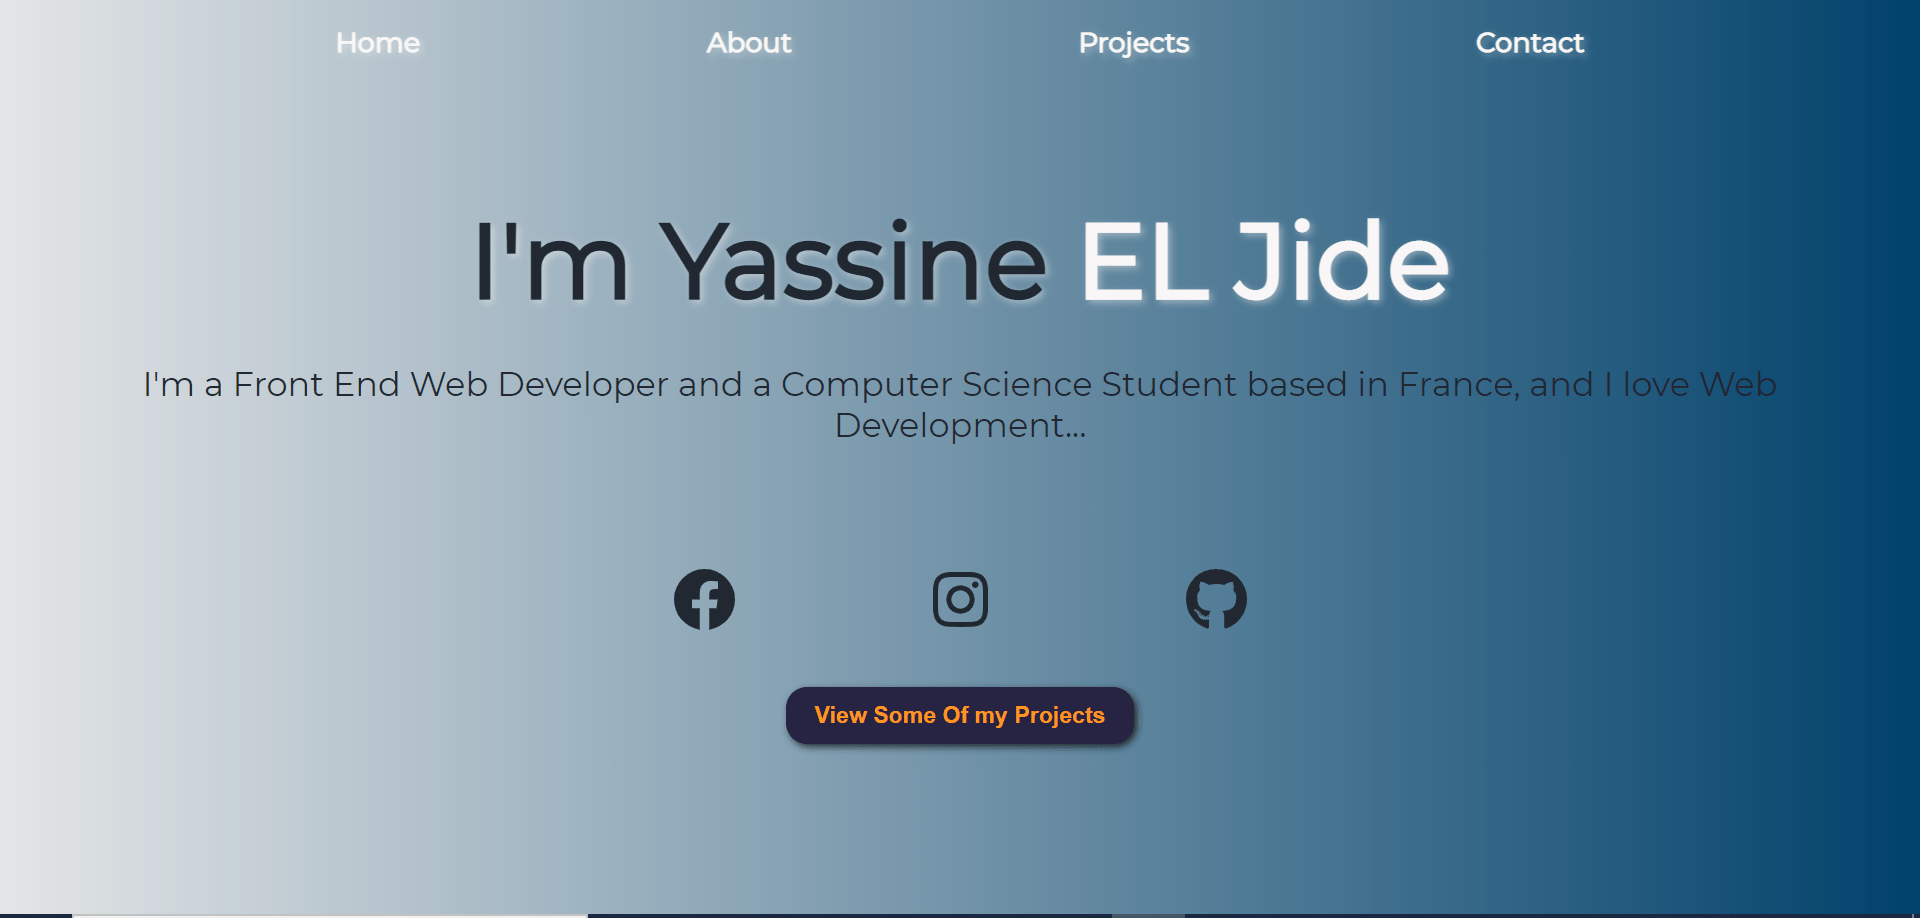 Home About Projects Contact
I'm Yassine EL Jide
I'm a Front End Web Developer and a Computer Science Student based in France, and I love Web
Development...
View Some Of my Projects